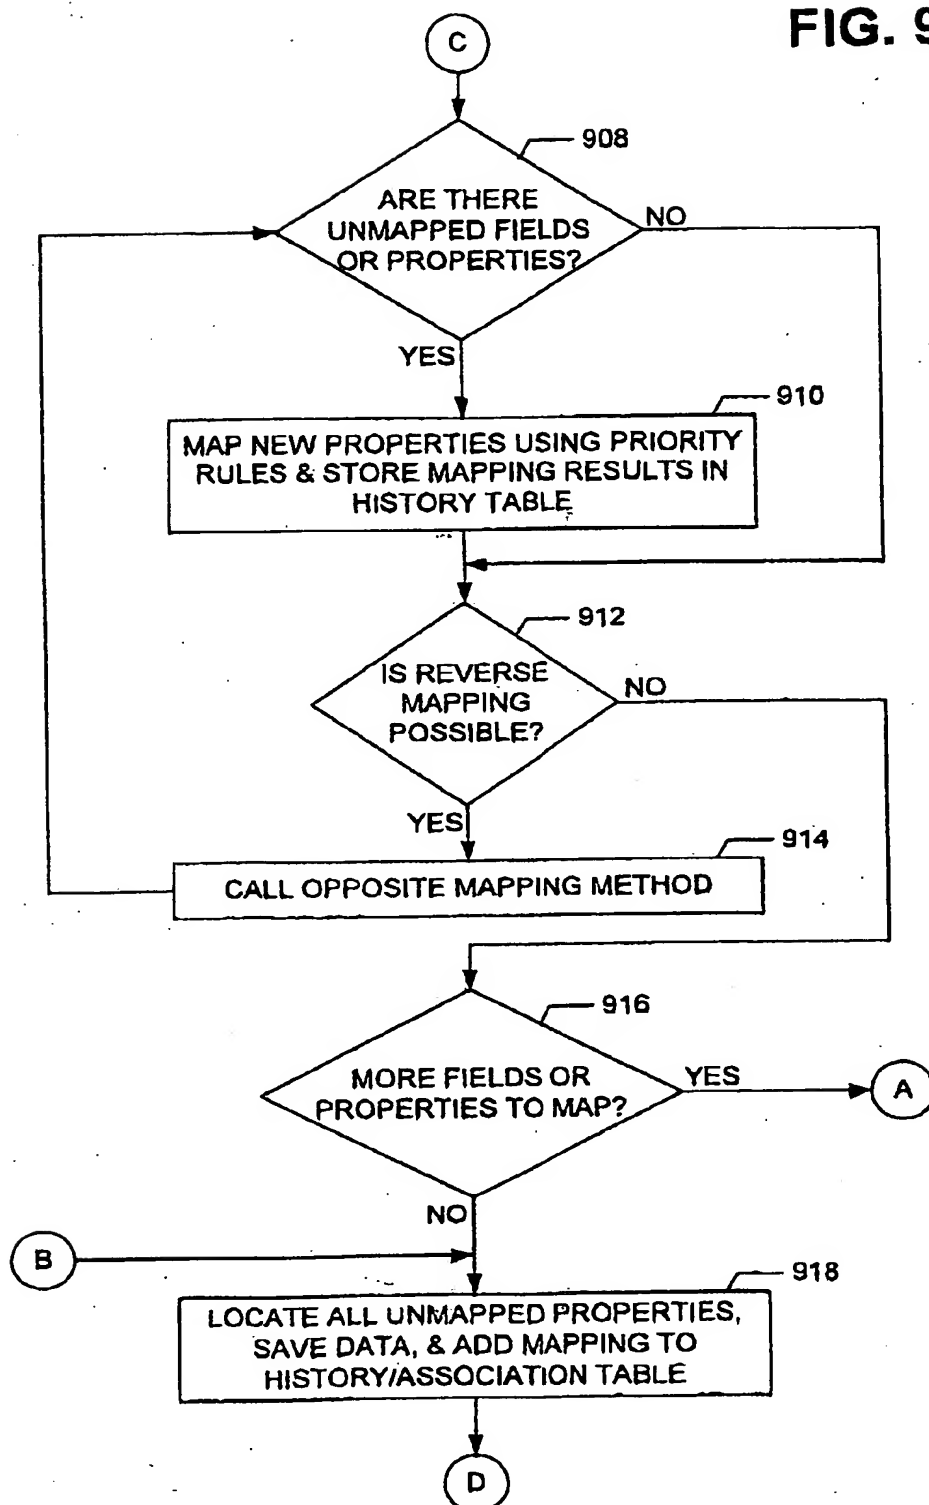 FIG. 9
C
908
ARE THERE
UNMAPPED FIELDS
OR PROPERTIES?
NO
YES
910
MAP NEW PROPERTIES USING PRIORITY
RULES & STORE MAPPING RESULTS IN
HISTORY TABLE
912
IS REVERSE
MAPPING
POSSIBLE?
NO
YES
914
CALL OPPOSITE MAPPING METHOD
916
MORE FIELDS OR
PROPERTIES TO MAP?
YES
A
NO
B
918
LOCATE ALL UNMAPPED PROPERTIES,
SAVE DATA, & ADD MAPPING TO
HISTORY/ASSOCIATION TABLE
D